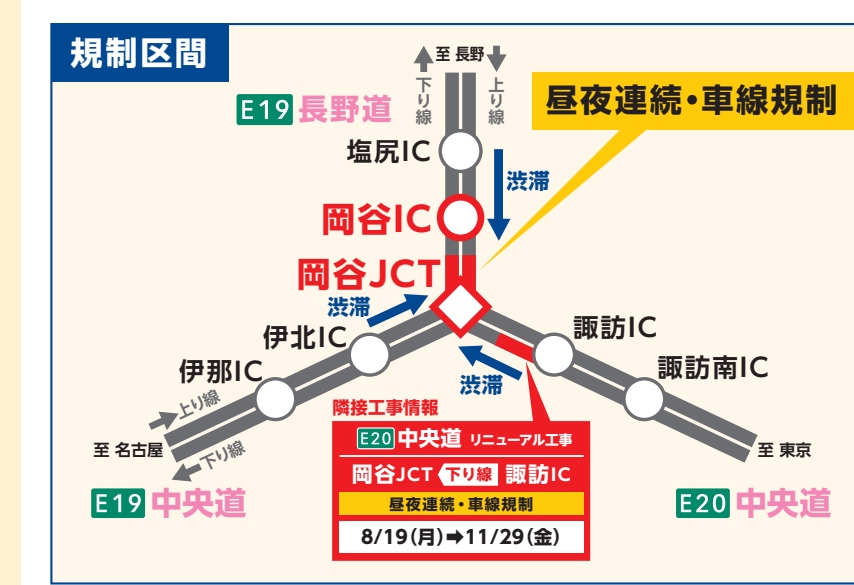 規制区間
至 長野
下り線
上り線
E19 長野道
昼夜連続・車線規制
塩尻IC
渋滞
岡谷IC
岡谷JCT
渋滞
伊北IC
諏訪IC
伊那IC
諏訪南IC
渋滞
上り線
隣接工事情報
E20 中央道 リニューアル工事
至 名古屋
下り線
至 東京
岡谷JCT 下り線 諏訪IC
E19 中央道
昼夜連続・車線規制
E20 中央道
8/19(月)➡11/29(金)